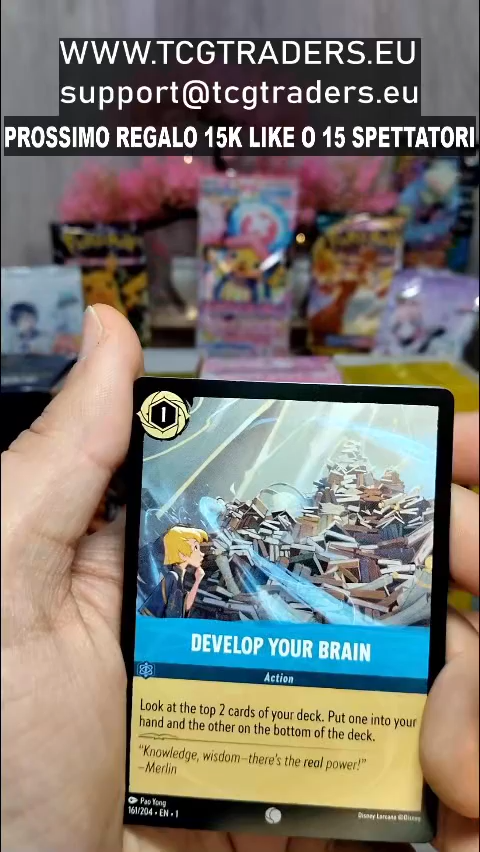 WWW.TCGTRADERS.EU
support@tcgtraders.eu
PROSSIMO REGALO 15K LIKE O 15 SPETTATORI
1
DEVELOP YOUR BRAIN
Action
Look at the top 2 cards of your deck. Put one into your
hand and the other on the bottom of the deck.
"Knowledge, wisdom—there's the real power!"
—Merlin
Pao Yong
161/204 • EN • 1
Disney Lorcana ©Disney